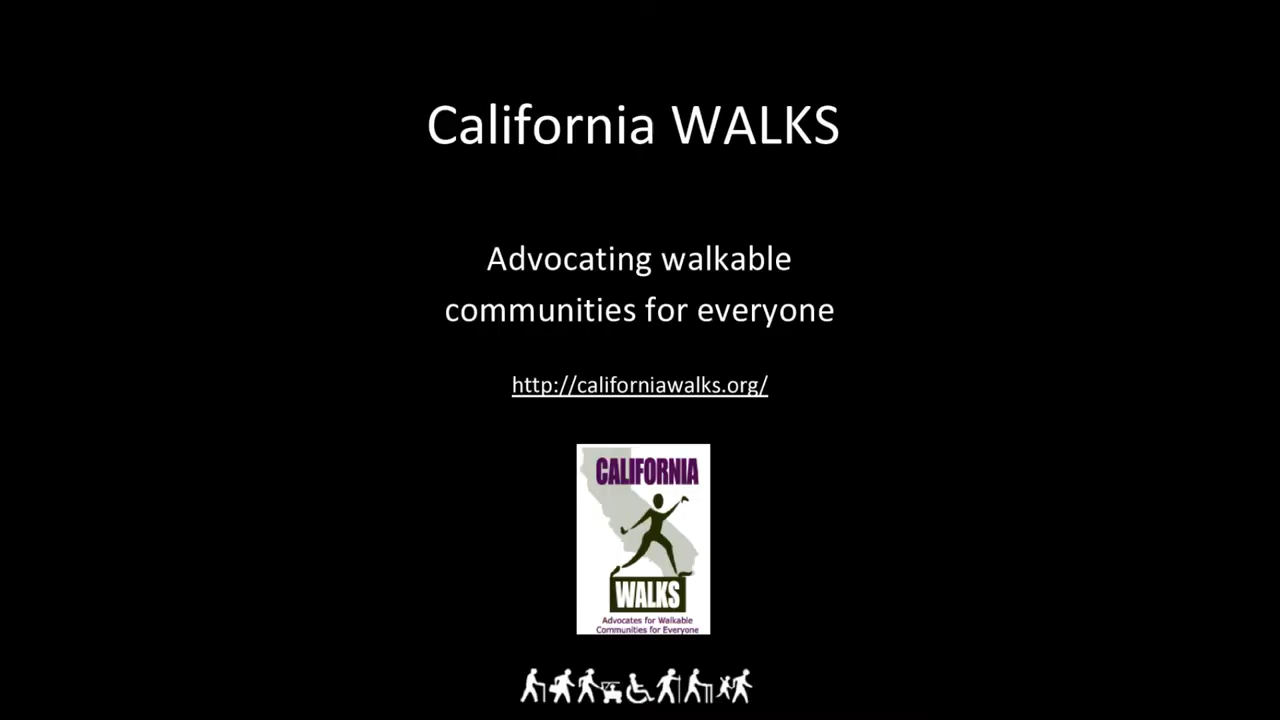 California WALKS
Advocating walkable
communities for everyone
http://californiawalks.org/
CALIFORNIA
WALKS
Advocates for Walkable
Communities for Everyone